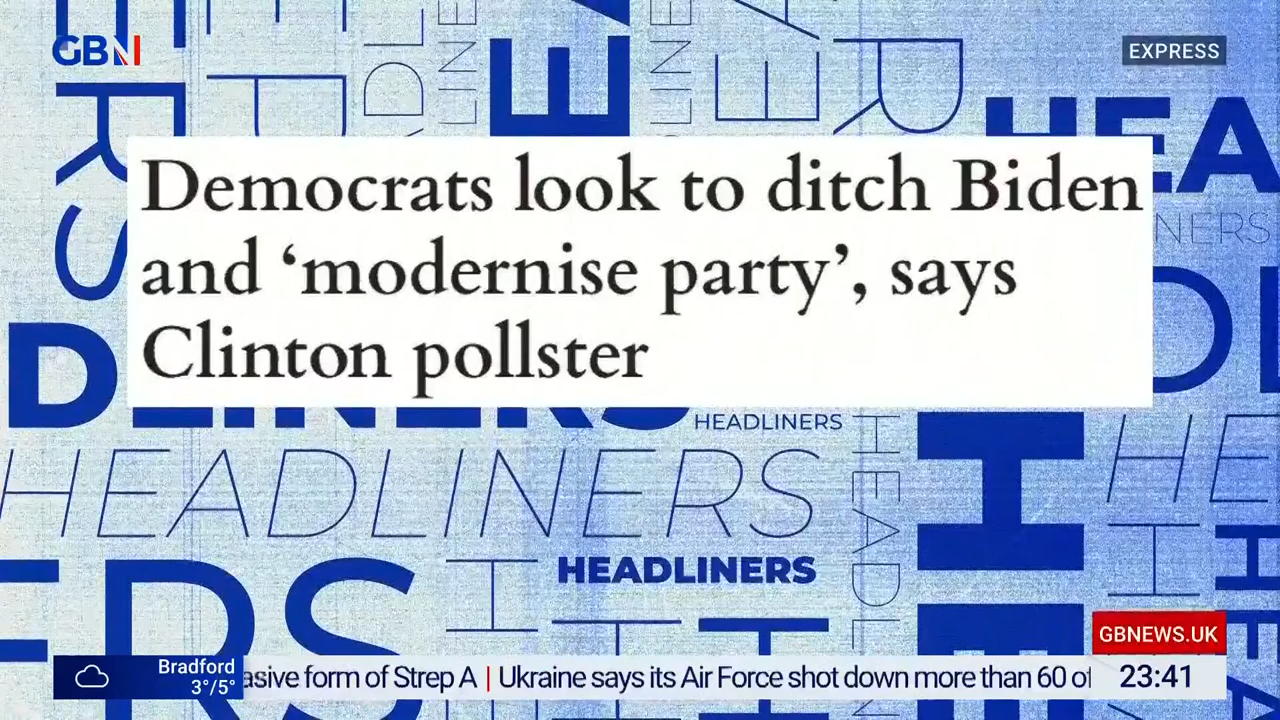 GBN
EXPRESS
Democrats look to ditch Biden
and ‘modernise party’, says
Clinton pollster
HEADLINERS
HEADLINERS
HEADLINERS
GBNEWS.UK
Bradford
3°/5°
asive form of Strep A | Ukraine says its Air Force shot down more than 60 of
23:41